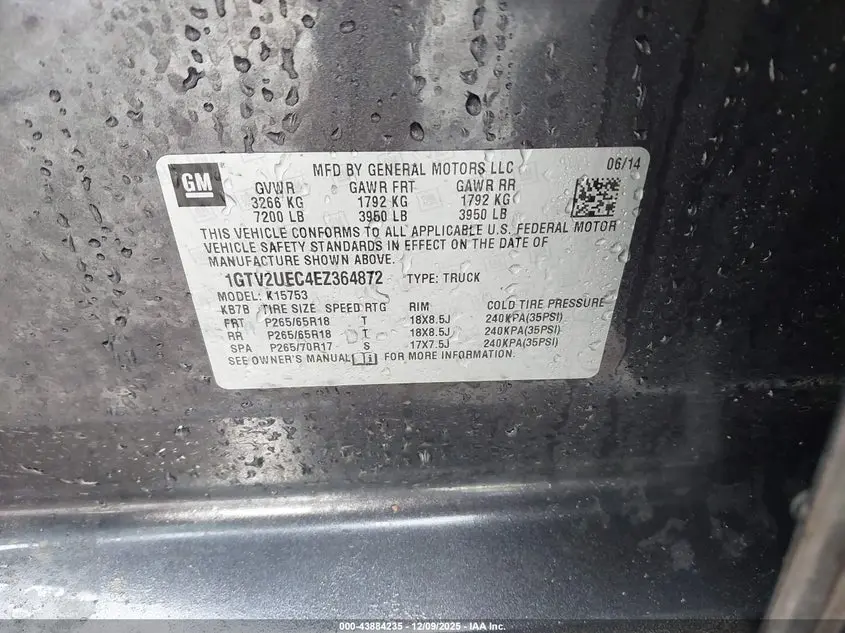 GM
MFD BY GENERAL MOTORS LLC 06/14
GVWR GAWR FRT GAWR RR
3266 KG 1792 KG 1792 KG
7200 LB 3950 LB 3950 LB
THIS VEHICLE CONFORMS TO ALL APPLICABLE U.S. FEDERAL MOTOR
VEHICLE SAFETY STANDARDS IN EFFECT ON THE DATE OF
MANUFACTURE SHOWN ABOVE.
1GTV2UEC4EZ364872 TYPE: TRUCK
MODEL: K15753
KB7B TIRE SIZE SPEED RTG RIM COLD TIRE PRESSURE
FRT P265/65R18 T 18X8.5J 240KPA(35PSI)
RR P265/65R18 T 18X8.5J 240KPA(35PSI)
SPA P265/70R17 S 17X7.5J 240KPA(35PSI)
SEE OWNER'S MANUAL FOR MORE INFORMATION.
000-43884235 - 12/09/2025 - IAA Inc.